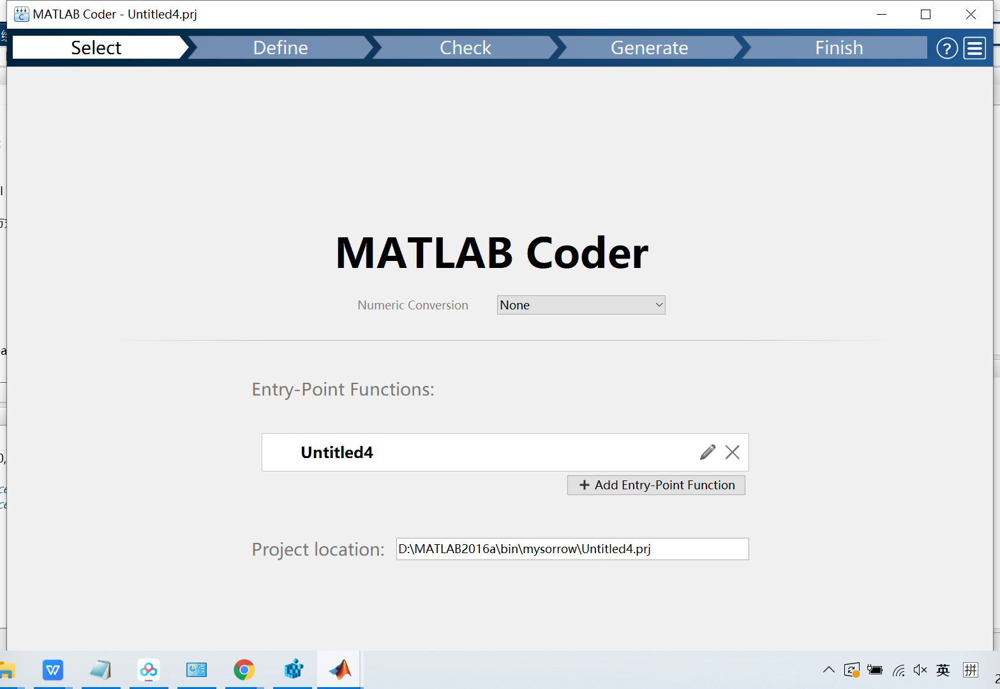 MATLAB Coder - Untitled4.prj
Select
Define
Check
Generate
Finish
?
MATLAB Coder
Numeric Conversion
None
Entry-Point Functions:
Untitled4
+ Add Entry-Point Function
Project location:
D:\MATLAB2016a\bin\mysorrow\Untitled4.prj
英
拼